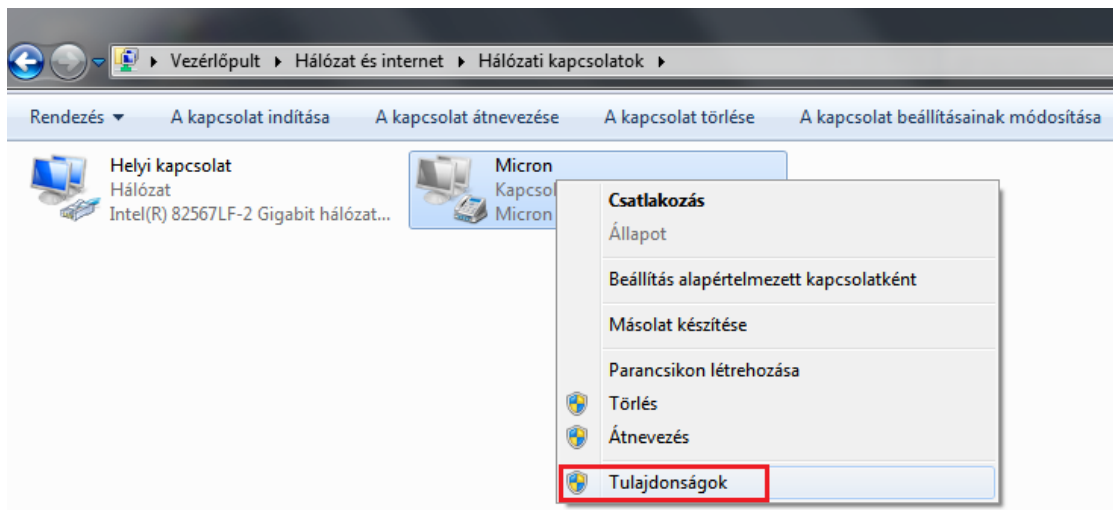 Vezérlőpult ▸ Hálózat és internet ▸ Hálózati kapcsolatok ▸
Rendezés ▾ A kapcsolat indítása A kapcsolat átnevezése A kapcsolat törlése A kapcsolat beállításainak módosítása
Helyi kapcsolat
Hálózat
Intel(R) 82567LF-2 Gigabit hálózat...
Micron
Kapcsol
Micron
Csatlakozás
Állapot
Beállítás alapértelmezett kapcsolatként
Másolat készítése
Parancsikon létrehozása
Törlés
Átnevezés
Tulajdonságok